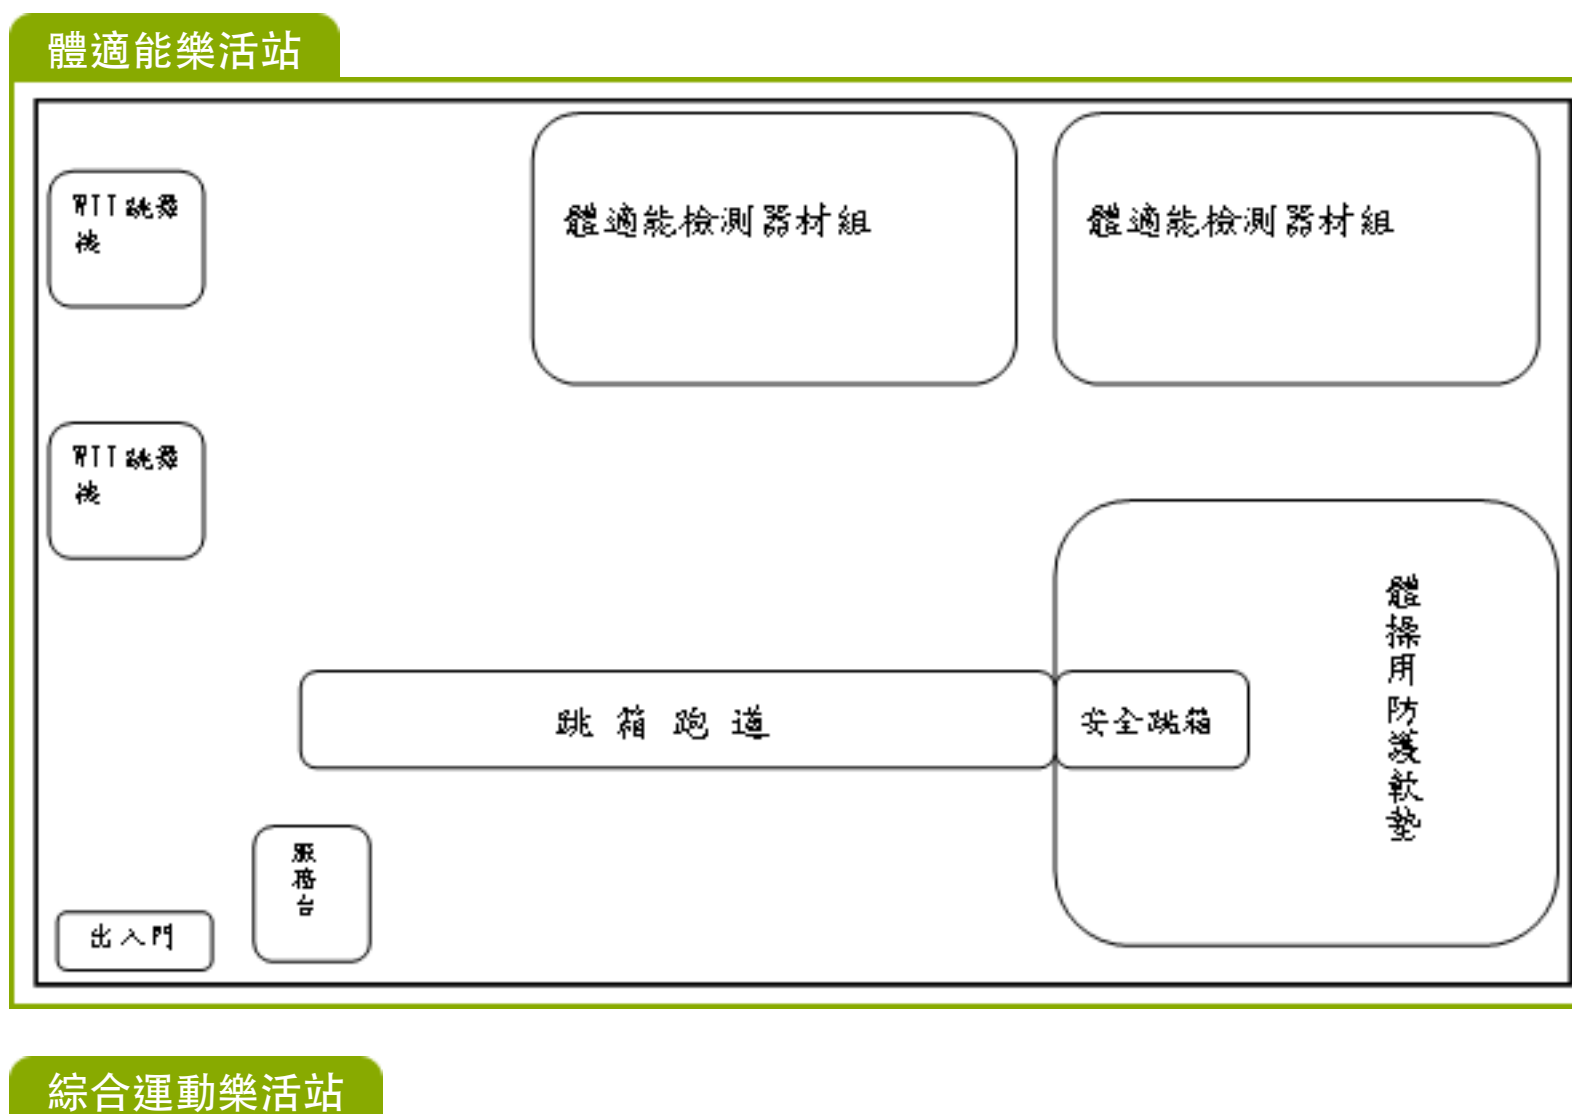 體適能樂活站
體適能檢測器材組
體適能檢測器材組
WII跳舞
機
WII跳舞
機
體操用防護軟墊
跳箱跑道
安全跳箱
服務台
出入門
綜合運動樂活站